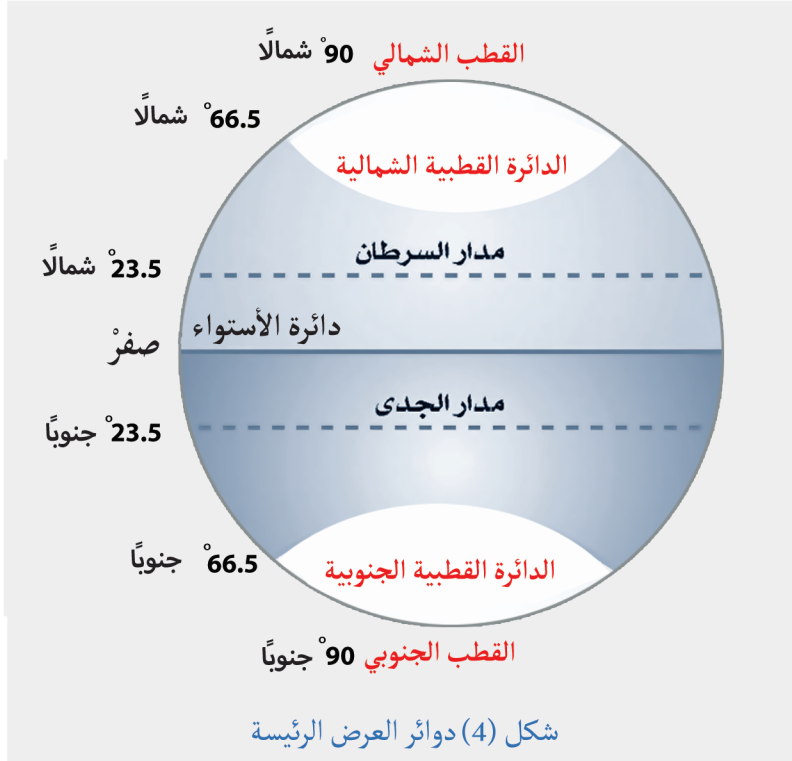 القطب الشمالي 90° شمالًا
66.5° شمالًا
الدائرة القطبية الشمالية
مدار السرطان
23.5° شمالًا
دائرة الأستواء
صفرْ
مدار الجدى
23.5° جنوبًا
66.5° جنوبًا
الدائرة القطبية الجنوبية
القطب الجنوبي 90° جنوبًا
شكل (4) دوائر العرض الرئيسة